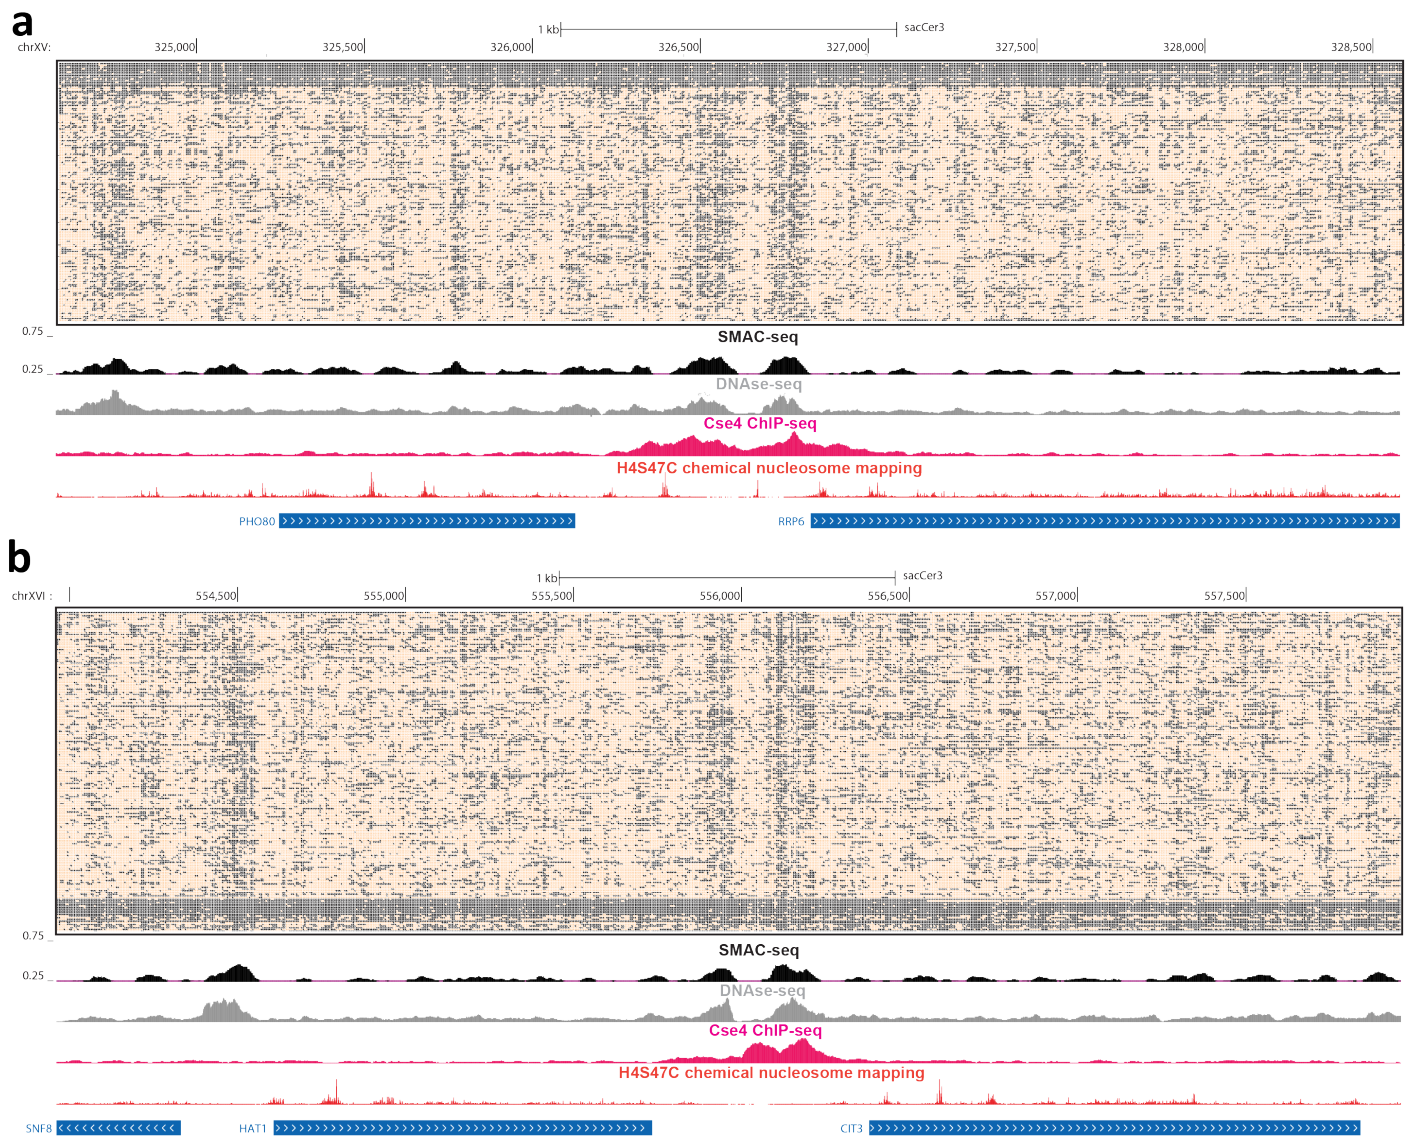 a
1 kb sacCer3
chrXV: 325,000 325,500 326,000 326,500 327,000 327,500 328,000 328,500
0.75
SMAC-seq
0.25
DNAse-seq
Cse4 ChIP-seq
H4S47C chemical nucleosome mapping
PHO80 RRP6
b
1 kb sacCer3
chrXVI : 554,500 555,000 555,500 556,000 556,500 557,000 557,500
0.75
SMAC-seq
0.25
DNAse-seq
Cse4 ChIP-seq
H4S47C chemical nucleosome mapping
SNF8 HAT1 CIT3